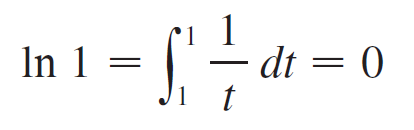 ln 1 = ∫₁¹ 1/t dt = 0